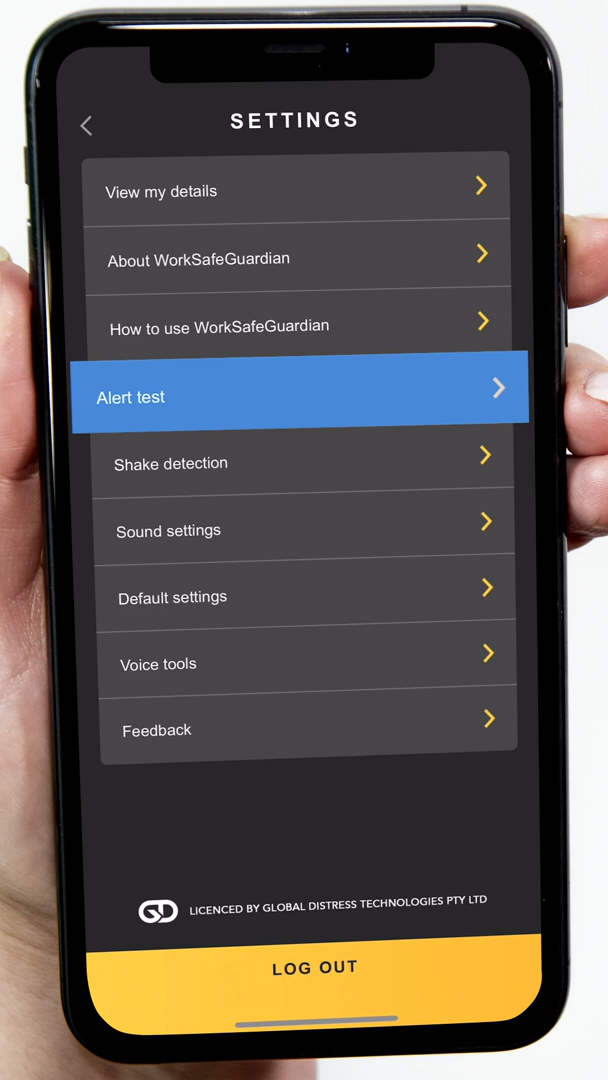 SETTINGS
View my details
About WorkSafeGuardian
How to use WorkSafeGuardian
Alert test
Shake detection
Sound settings
Default settings
Voice tools
Feedback
GD LICENCED BY GLOBAL DISTRESS TECHNOLOGIES PTY LTD
LOG OUT